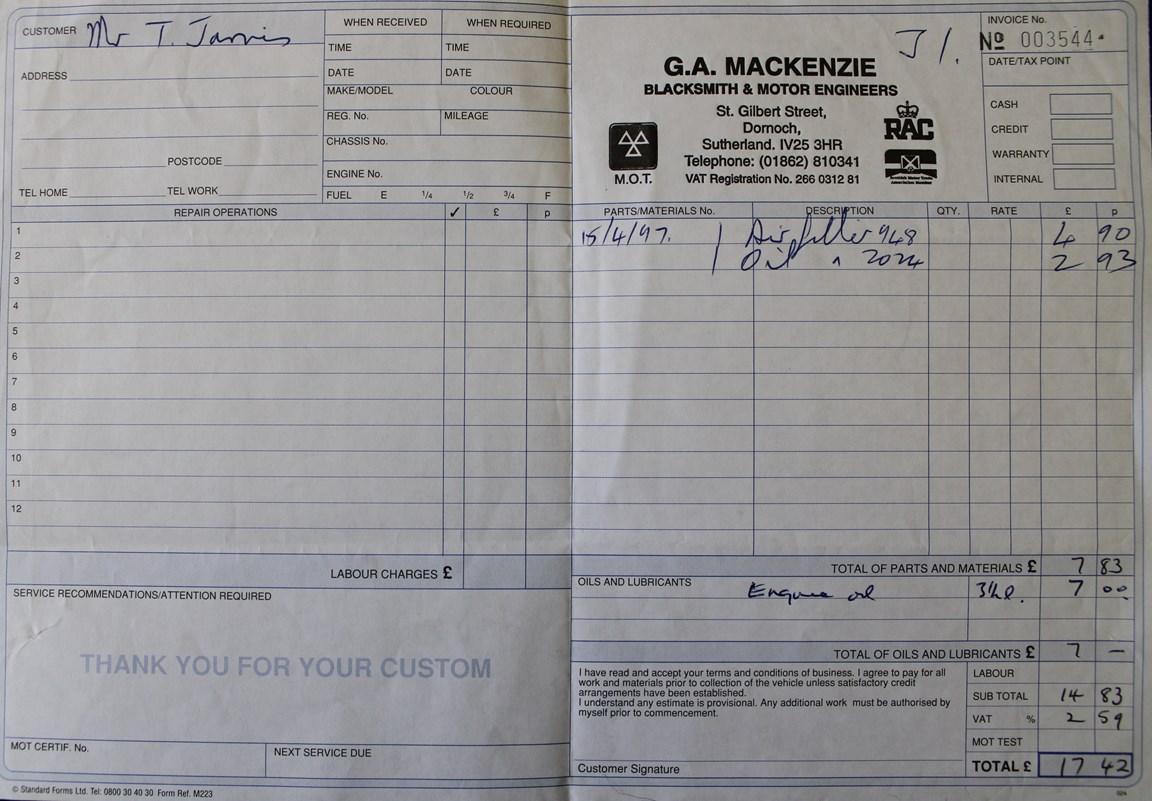 CUSTOMER Mr T. Jarvis
ADDRESS
POSTCODE
TEL HOME TEL WORK
WHEN RECEIVED WHEN REQUIRED
TIME TIME
DATE DATE
MAKE/MODEL COLOUR
REG. No. MILEAGE
CHASSIS No.
ENGINE No.
FUEL E 1/4 1/2 3/4 F
J1.
G.A. MACKENZIE
BLACKSMITH & MOTOR ENGINEERS
St. Gilbert Street,
Dornoch,
Sutherland. IV25 3HR
Telephone: (01862) 810341
VAT Registration No. 266 0312 81
M.O.T.
RAC
INVOICE No.
Nº 003544
DATE/TAX POINT
CASH
CREDIT
WARRANTY
INTERNAL
REPAIR OPERATIONS ✓ £ p
1
2
3
4
5
6
7
8
9
10
11
12
LABOUR CHARGES £
PARTS/MATERIALS No. DESCRIPTION QTY. RATE £ p
15/4/97. 1 Air filter 948 4 90
1 Oil " 2024 2 93
TOTAL OF PARTS AND MATERIALS £ 7 83
OILS AND LUBRICANTS
Engine oil 3½l. 7 00
TOTAL OF OILS AND LUBRICANTS £ 7 —
SERVICE RECOMMENDATIONS/ATTENTION REQUIRED
THANK YOU FOR YOUR CUSTOM
MOT CERTIF. No. NEXT SERVICE DUE
I have read and accept your terms and conditions of business. I agree to pay for all
work and materials prior to collection of the vehicle unless satisfactory credit
arrangements have been established.
I understand any estimate is provisional. Any additional work must be authorised by
myself prior to commencement.
Customer Signature
LABOUR
SUB TOTAL 14 83
VAT % 2 59
MOT TEST
TOTAL £ 17 42
© Standard Forms Ltd. Tel: 0800 30 40 30 Form Ref. M223